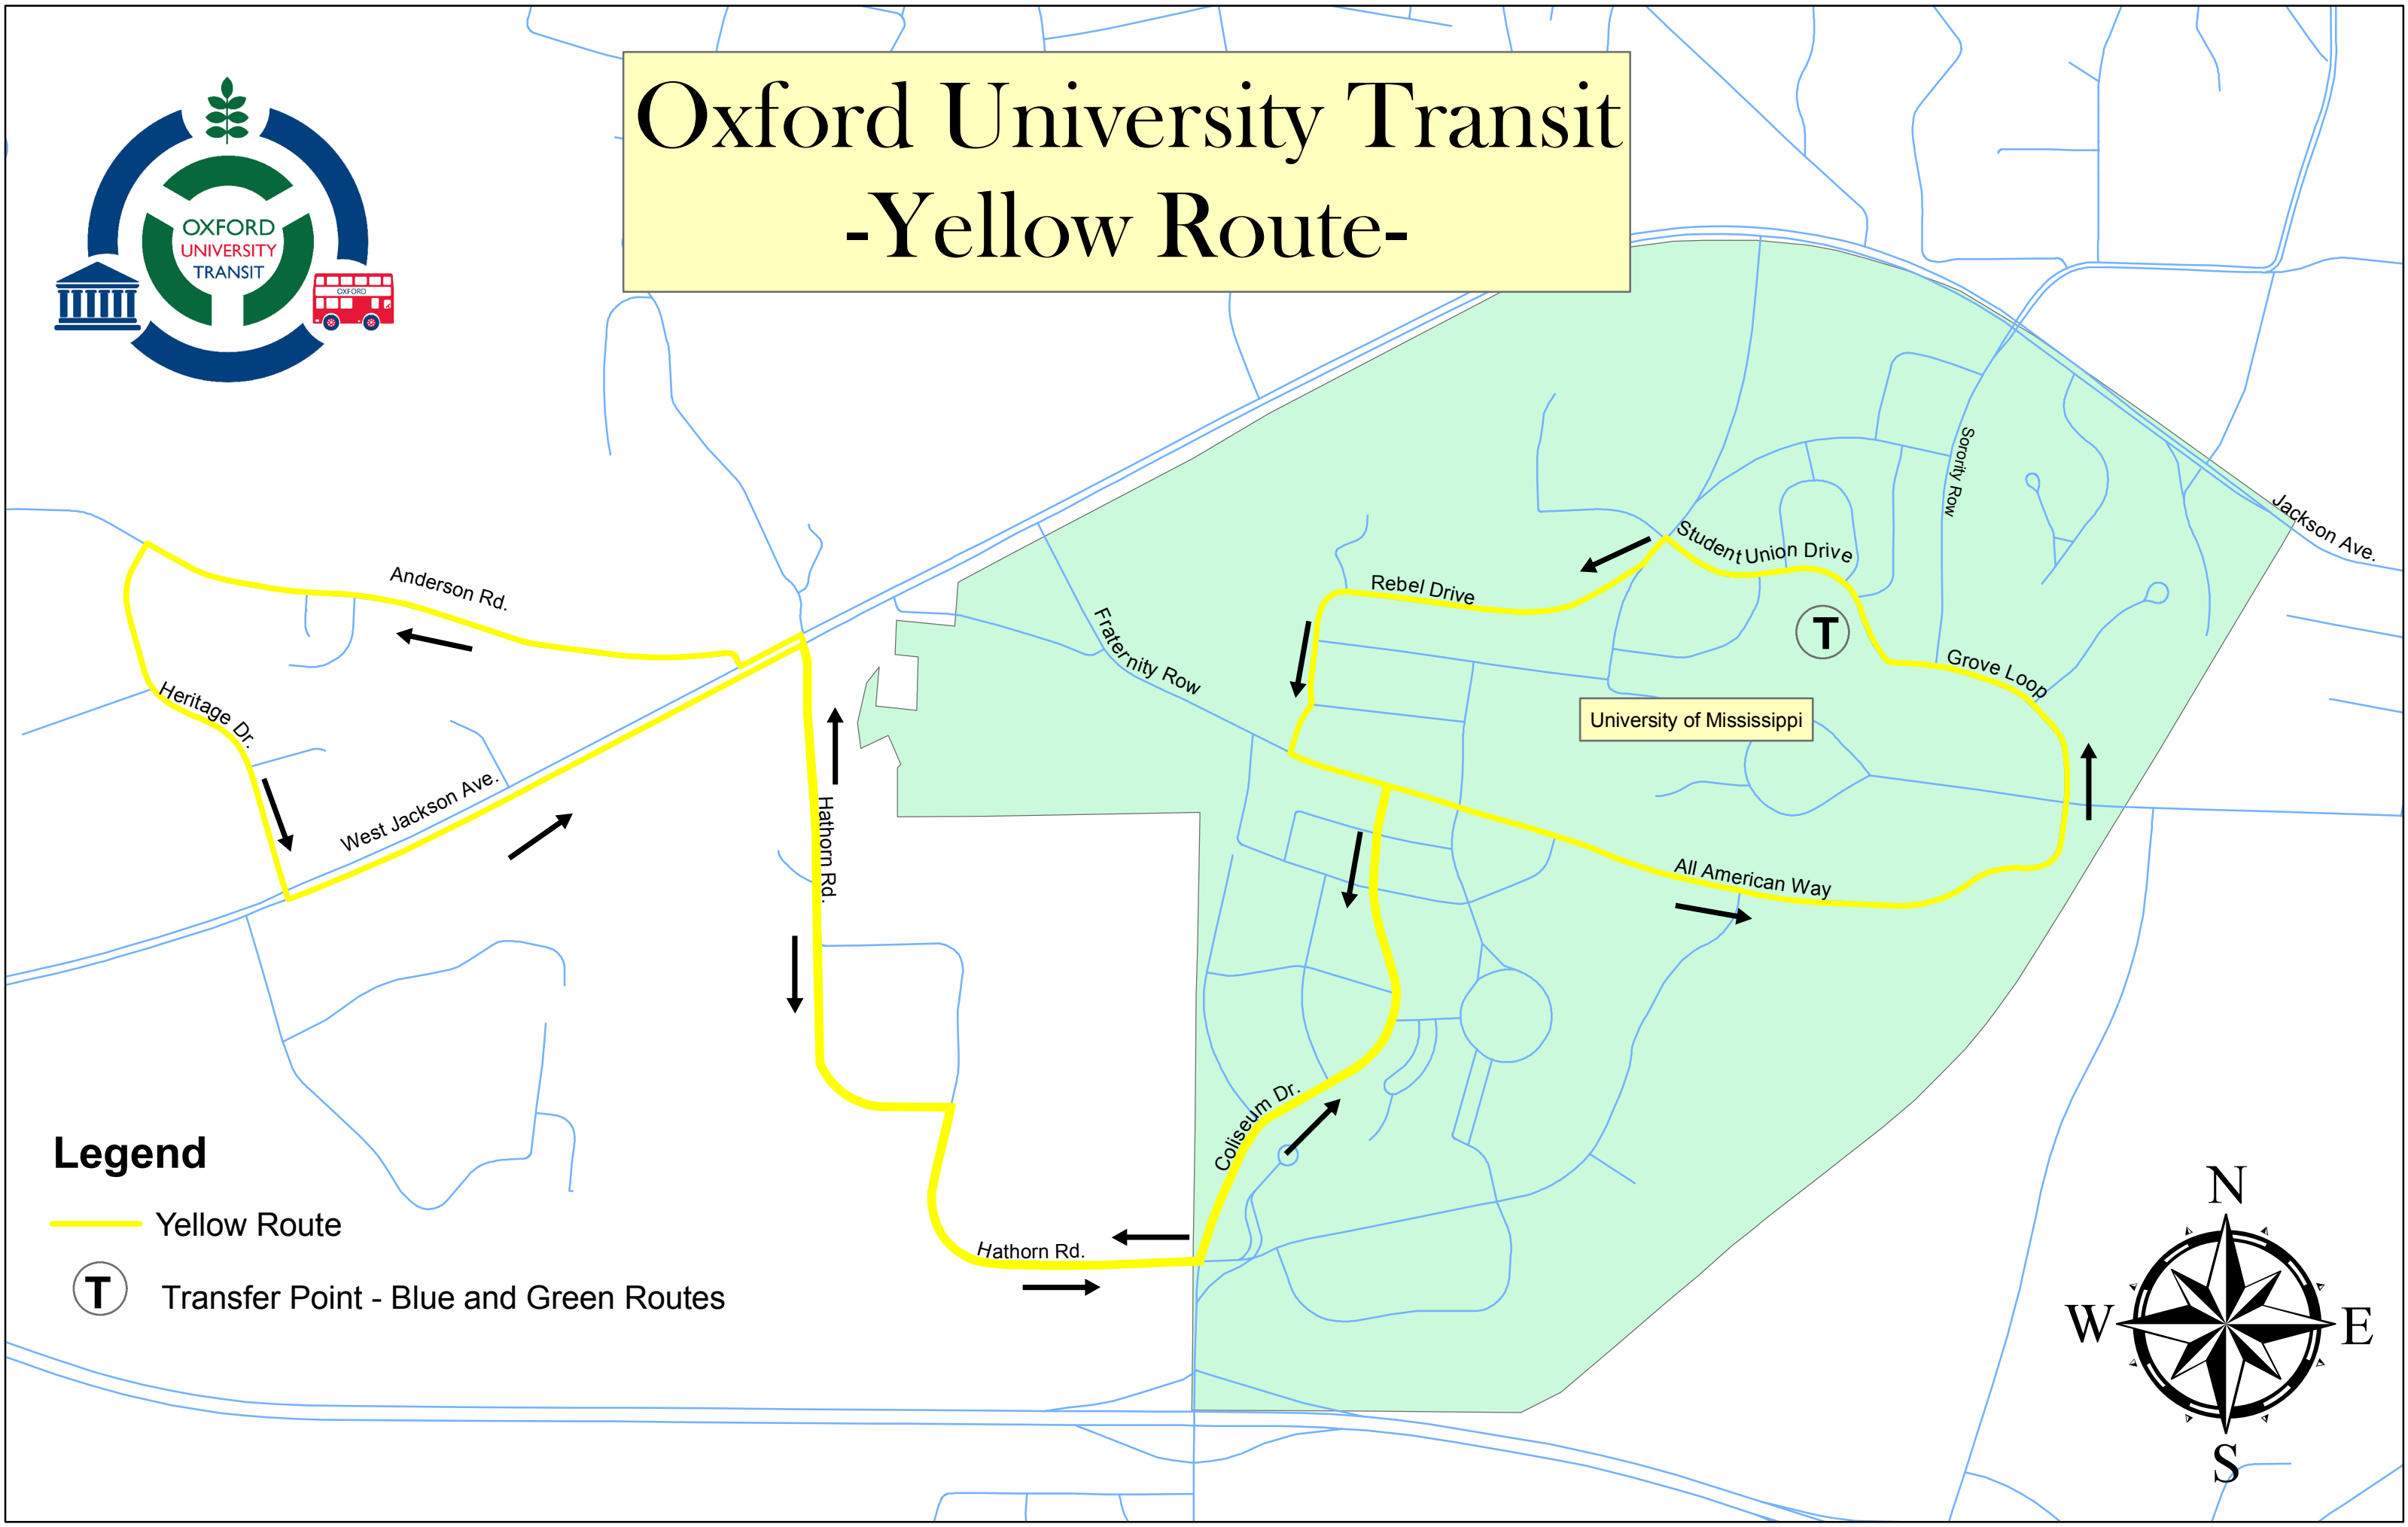 Oxford University Transit
-Yellow Route-
OXFORD
UNIVERSITY
TRANSIT
OXFORD
Sorority Row
Jackson Ave.
Student Union Drive
Anderson Rd.
Rebel Drive
Fraternity Row
Grove Loop
T
Heritage Dr.
University of Mississippi
West Jackson Ave.
Hathorn Rd.
All American Way
Coliseum Dr.
Hathorn Rd.
Legend
Yellow Route
T
Transfer Point - Blue and Green Routes
N
W
E
S